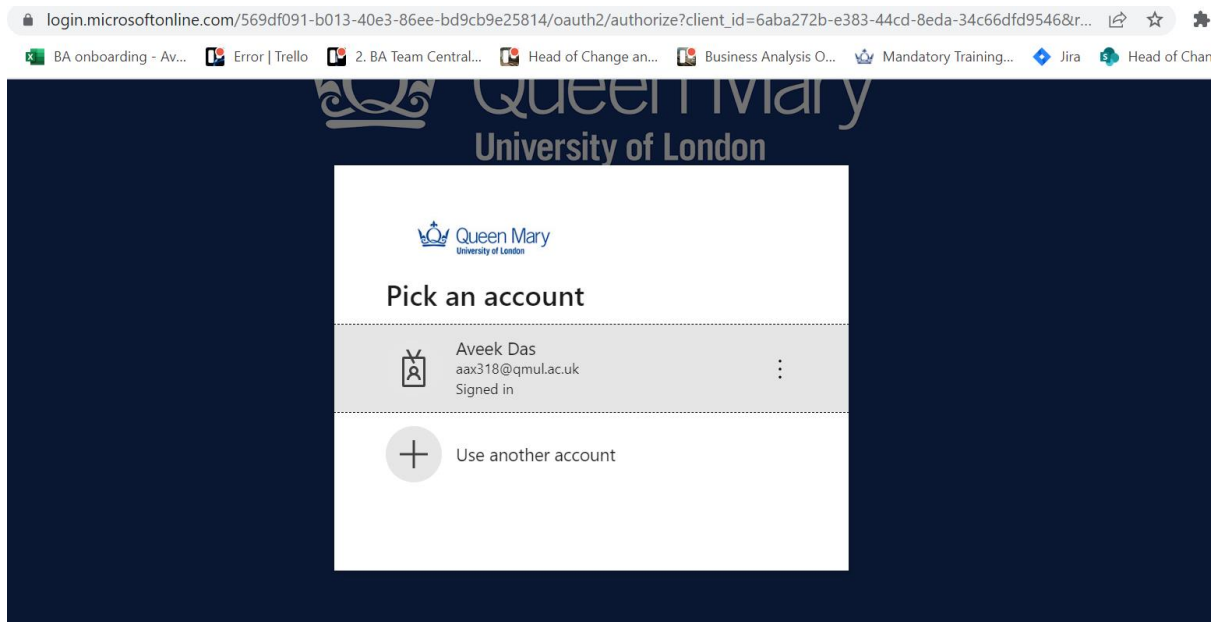 login.microsoftonline.com/569df091-b013-40e3-86ee-bd9cb9e25814/oauth2/authorize?client_id=6aba272b-e383-44cd-8eda-34c66dfd9546&r...
BA onboarding - Av... Error | Trello 2. BA Team Central... Head of Change an... Business Analysis O... Mandatory Training... Jira Head of Chan
Queen Mary
University of London
Queen Mary
University of London
Pick an account
Aveek Das
aax318@qmul.ac.uk
Signed in
Use another account